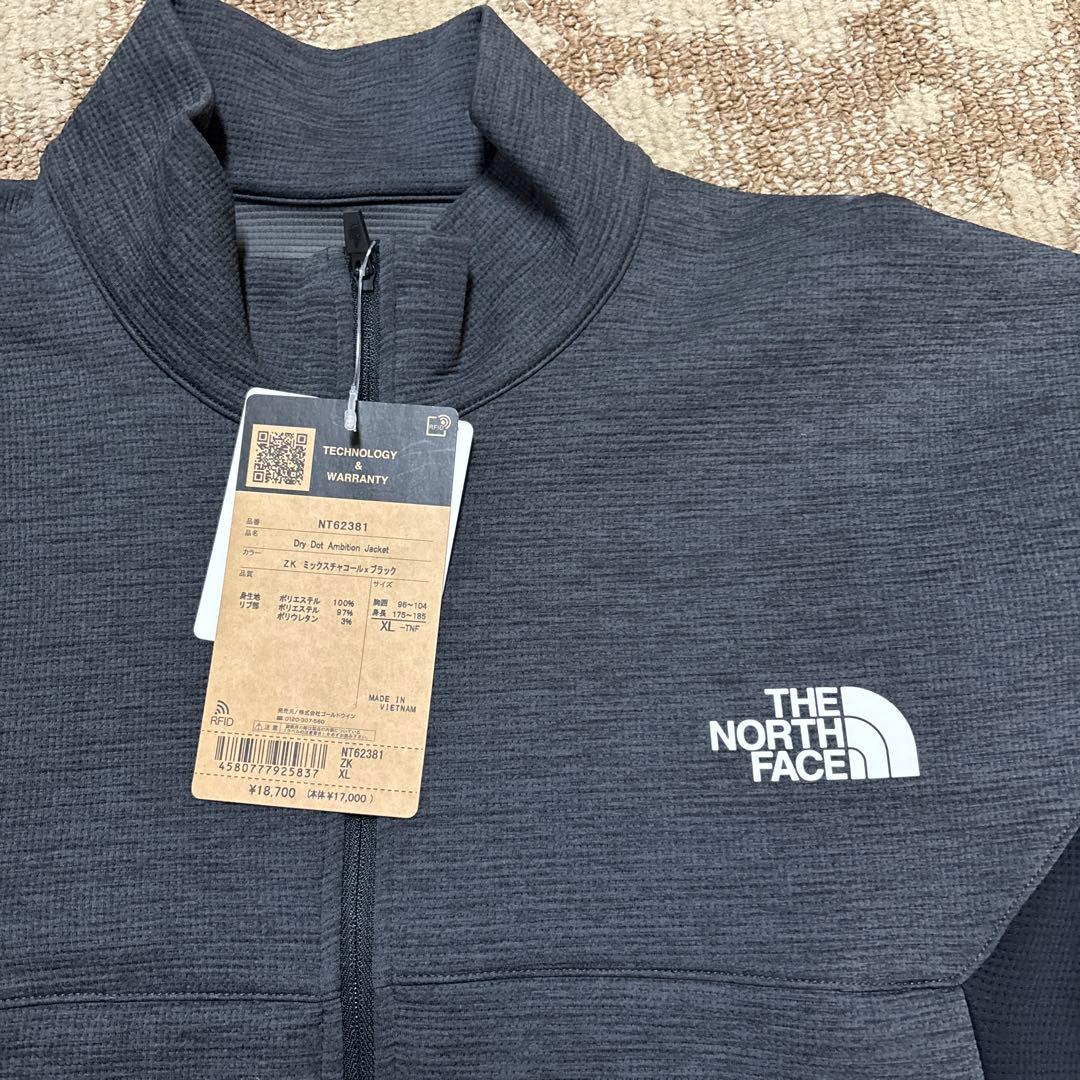 RFID
TECHNOLOGY
&
WARRANTY
品番 NT62381
品名 Dry Dot Ambition Jacket
カラー ZK ミックスチャコール×ブラック
品質 サイズ
身生地 ポリエステル 100%
リブ部 ポリエステル 97%
ポリウレタン 3%
胸囲 96~104
身長 175~185
XL -TNF
MADE IN
VIETNAM
RFID
発売元/株式会社ゴールドウイン
☎0120-307-560
⚠注意
4580777925837
NT62381
ZK
XL
¥18,700 (本体¥17,000)
THE
NORTH
FACE